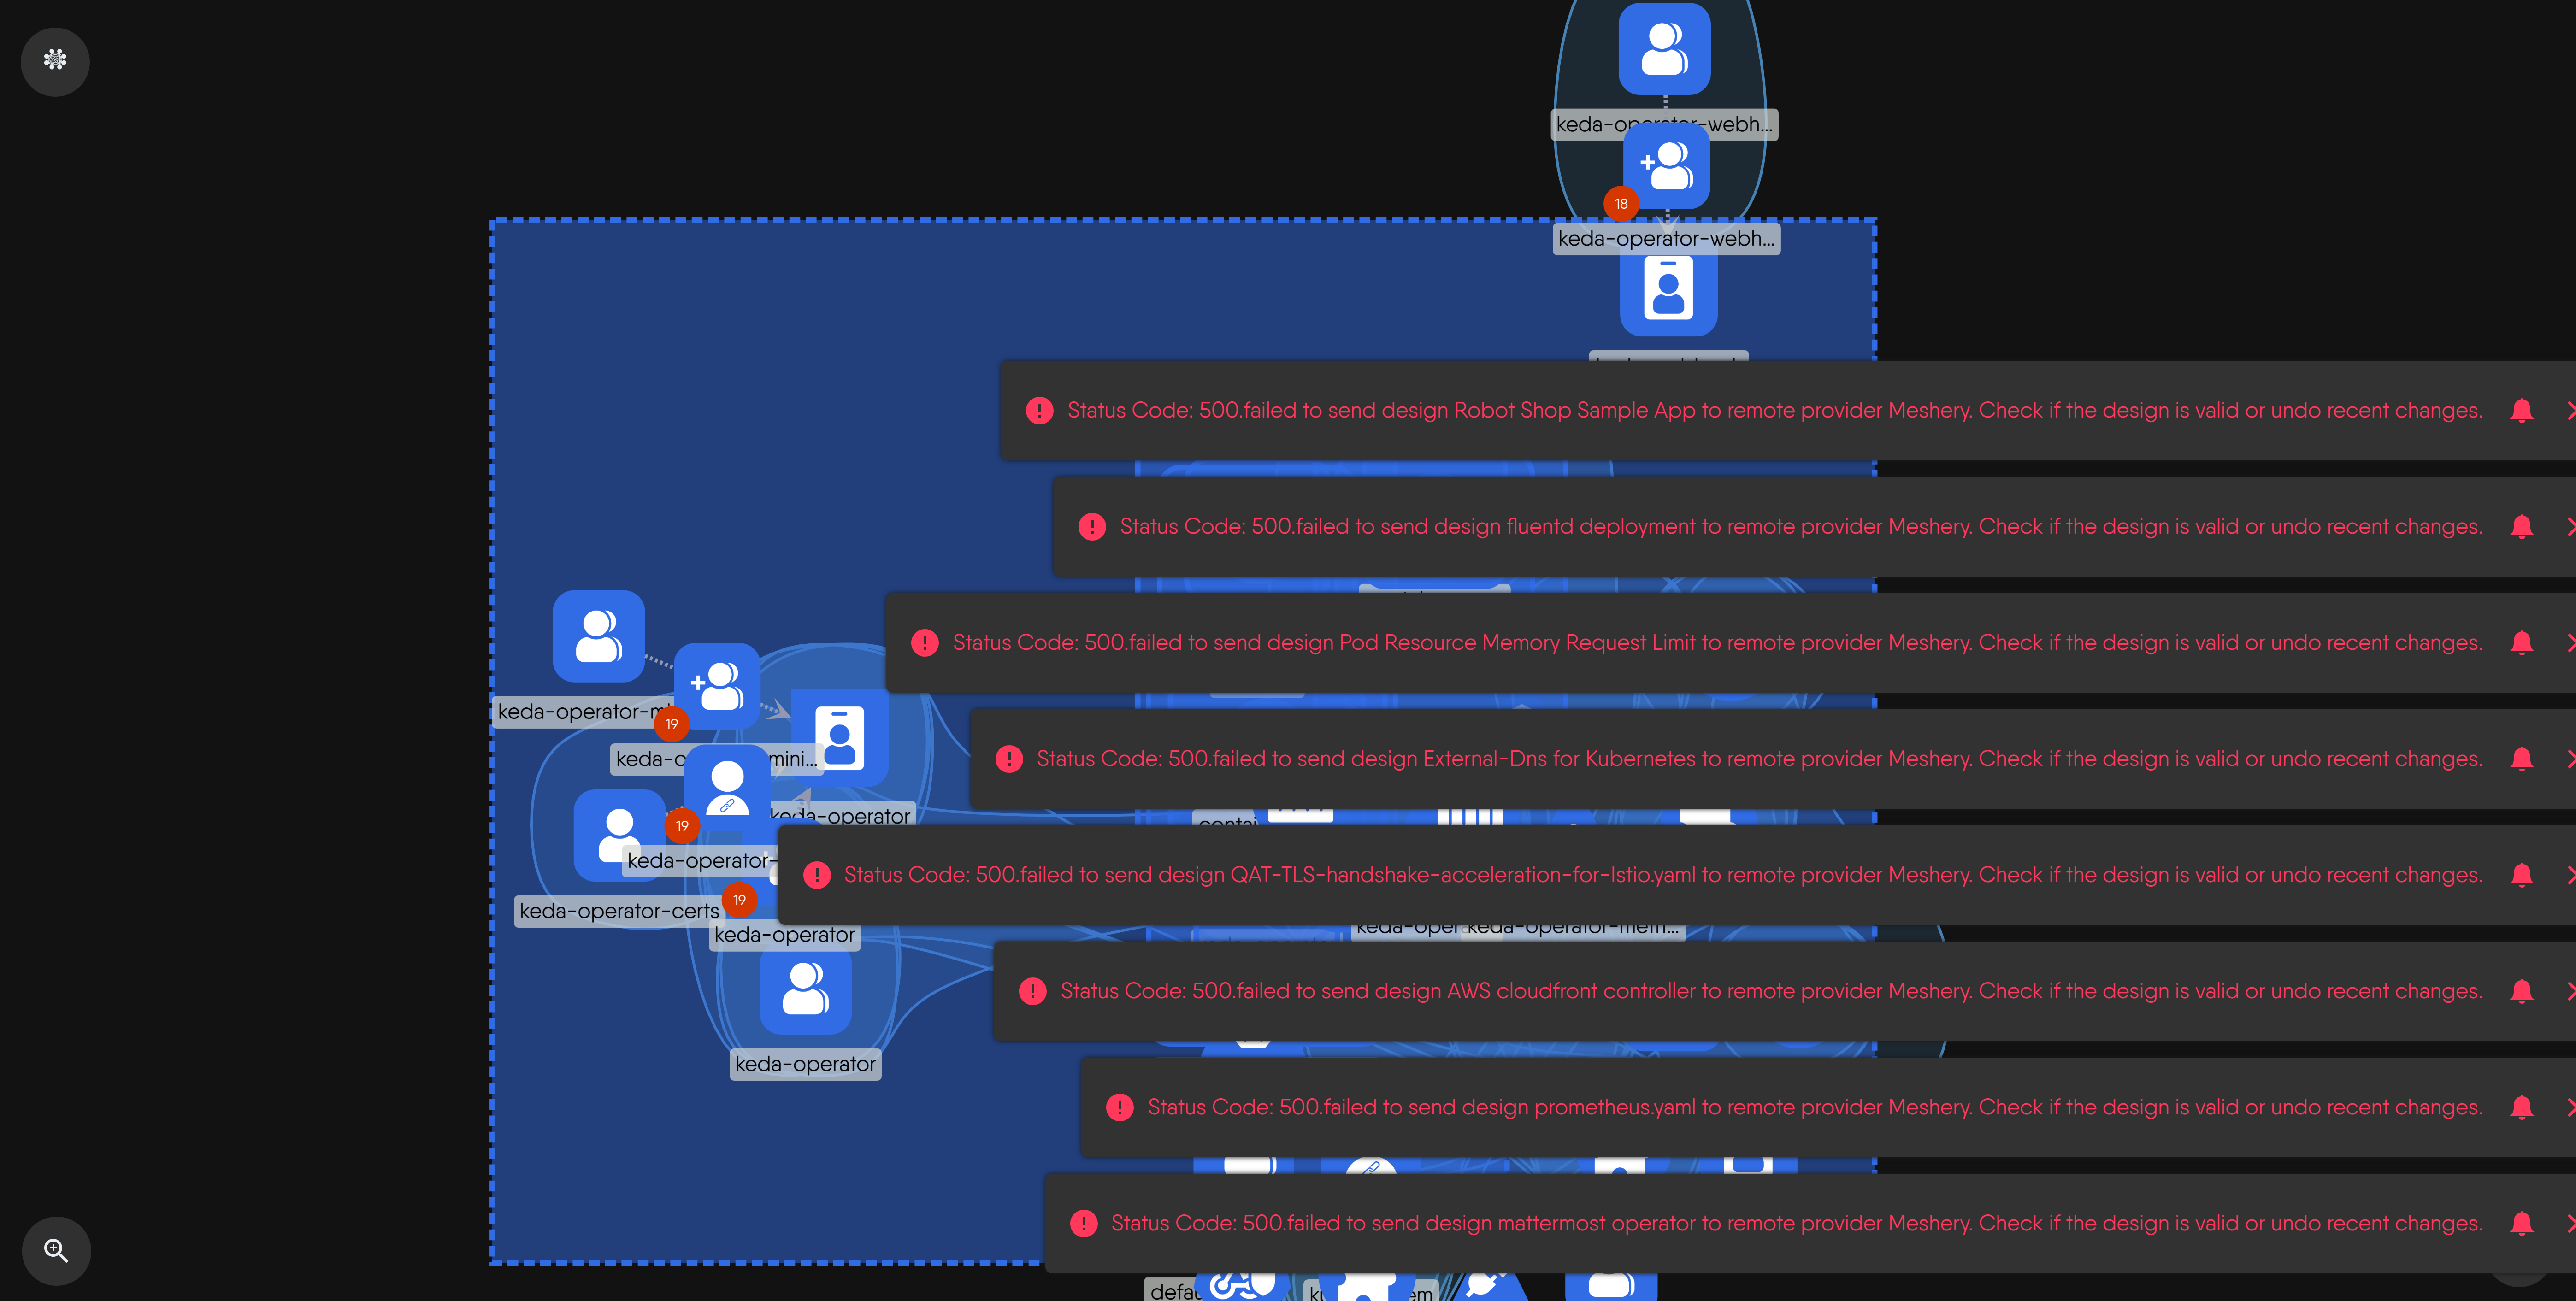 keda-operator-webh...
18
keda-operator-webh...
Status Code: 500.failed to send design Robot Shop Sample App to remote provider Meshery. Check if the design is valid or undo recent changes.
Status Code: 500.failed to send design fluentd deployment to remote provider Meshery. Check if the design is valid or undo recent changes.
Status Code: 500.failed to send design Pod Resource Memory Request Limit to remote provider Meshery. Check if the design is valid or undo recent changes.
keda-operator-mi
19
keda-o mini...
Status Code: 500.failed to send design External-Dns for Kubernetes to remote provider Meshery. Check if the design is valid or undo recent changes.
keda-operator
contai
19
keda-operator-
Status Code: 500.failed to send design QAT-TLS-handshake-acceleration-for-Istio.yaml to remote provider Meshery. Check if the design is valid or undo recent changes.
19
keda-operator-certs
keda-operator
keda-oper keda-operator-mem...
Status Code: 500.failed to send design AWS cloudfront controller to remote provider Meshery. Check if the design is valid or undo recent changes.
keda-operator
Status Code: 500.failed to send design prometheus.yaml to remote provider Meshery. Check if the design is valid or undo recent changes.
Status Code: 500.failed to send design mattermost operator to remote provider Meshery. Check if the design is valid or undo recent changes.
defau